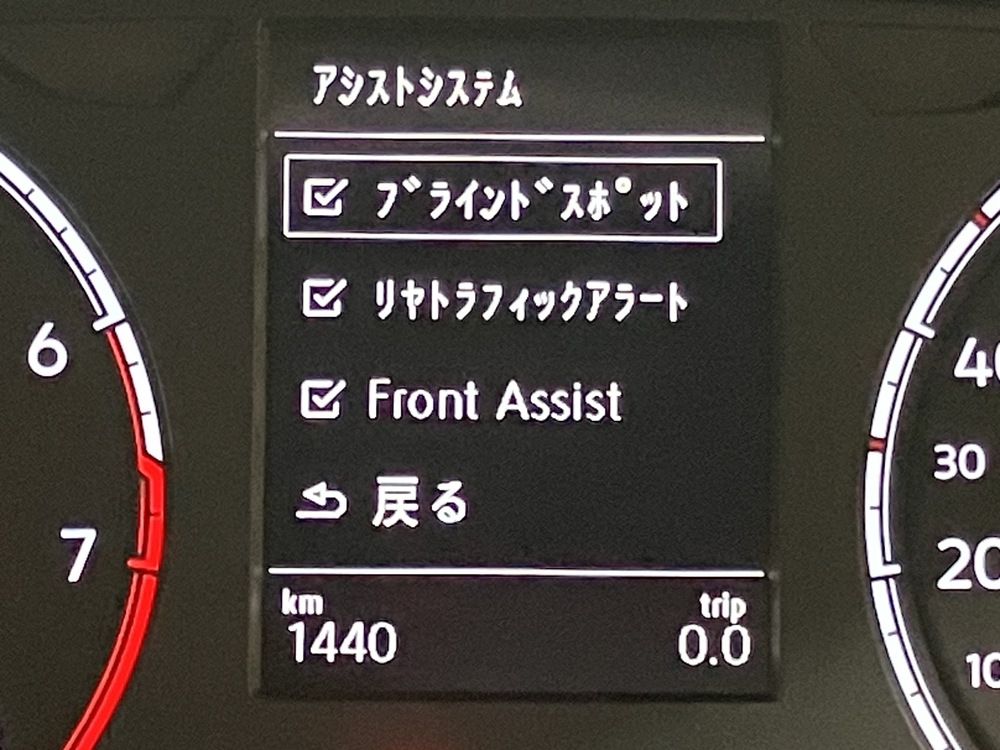 アシストシステム
ブラインドスポット
リヤトラフィックアラート
Front Assist
戻る
km
trip
1440
0.0
6
7
40
30
20
10